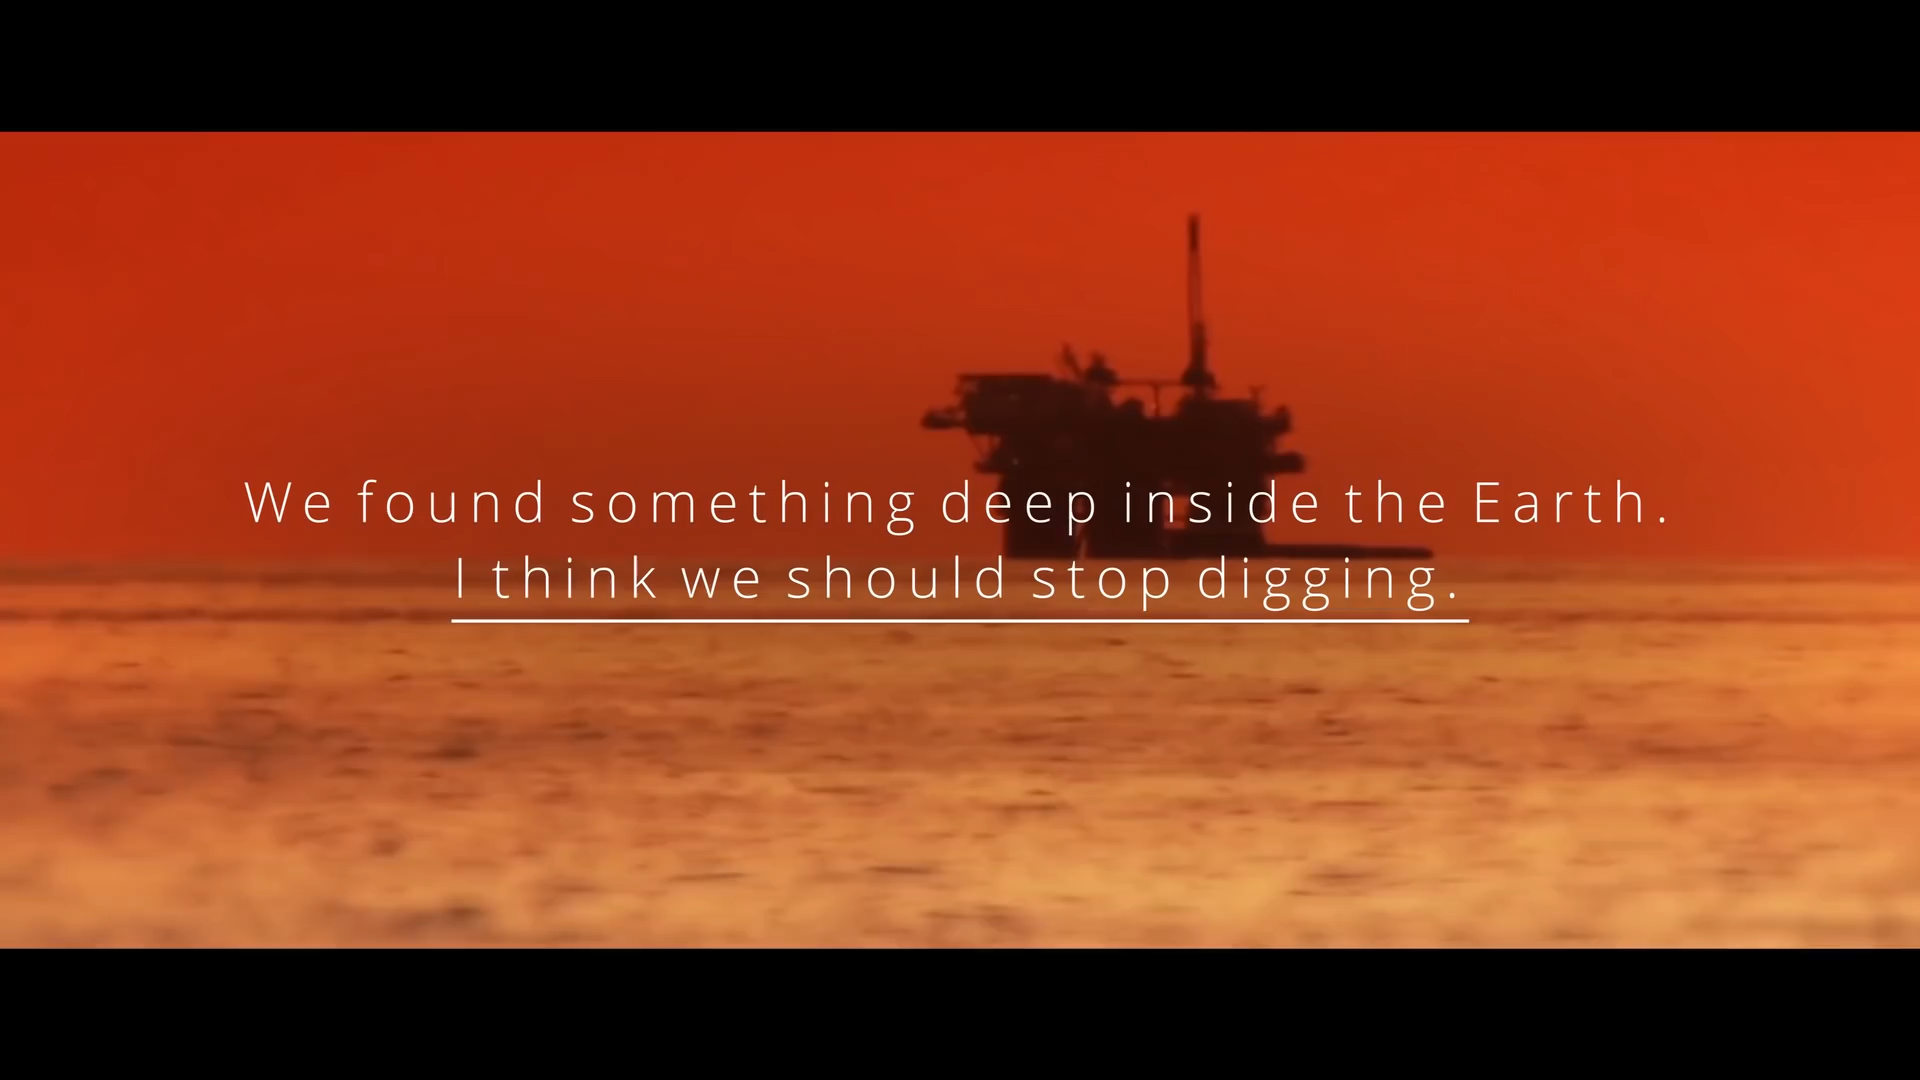 We found something deep inside the Earth.
I think we should stop digging.